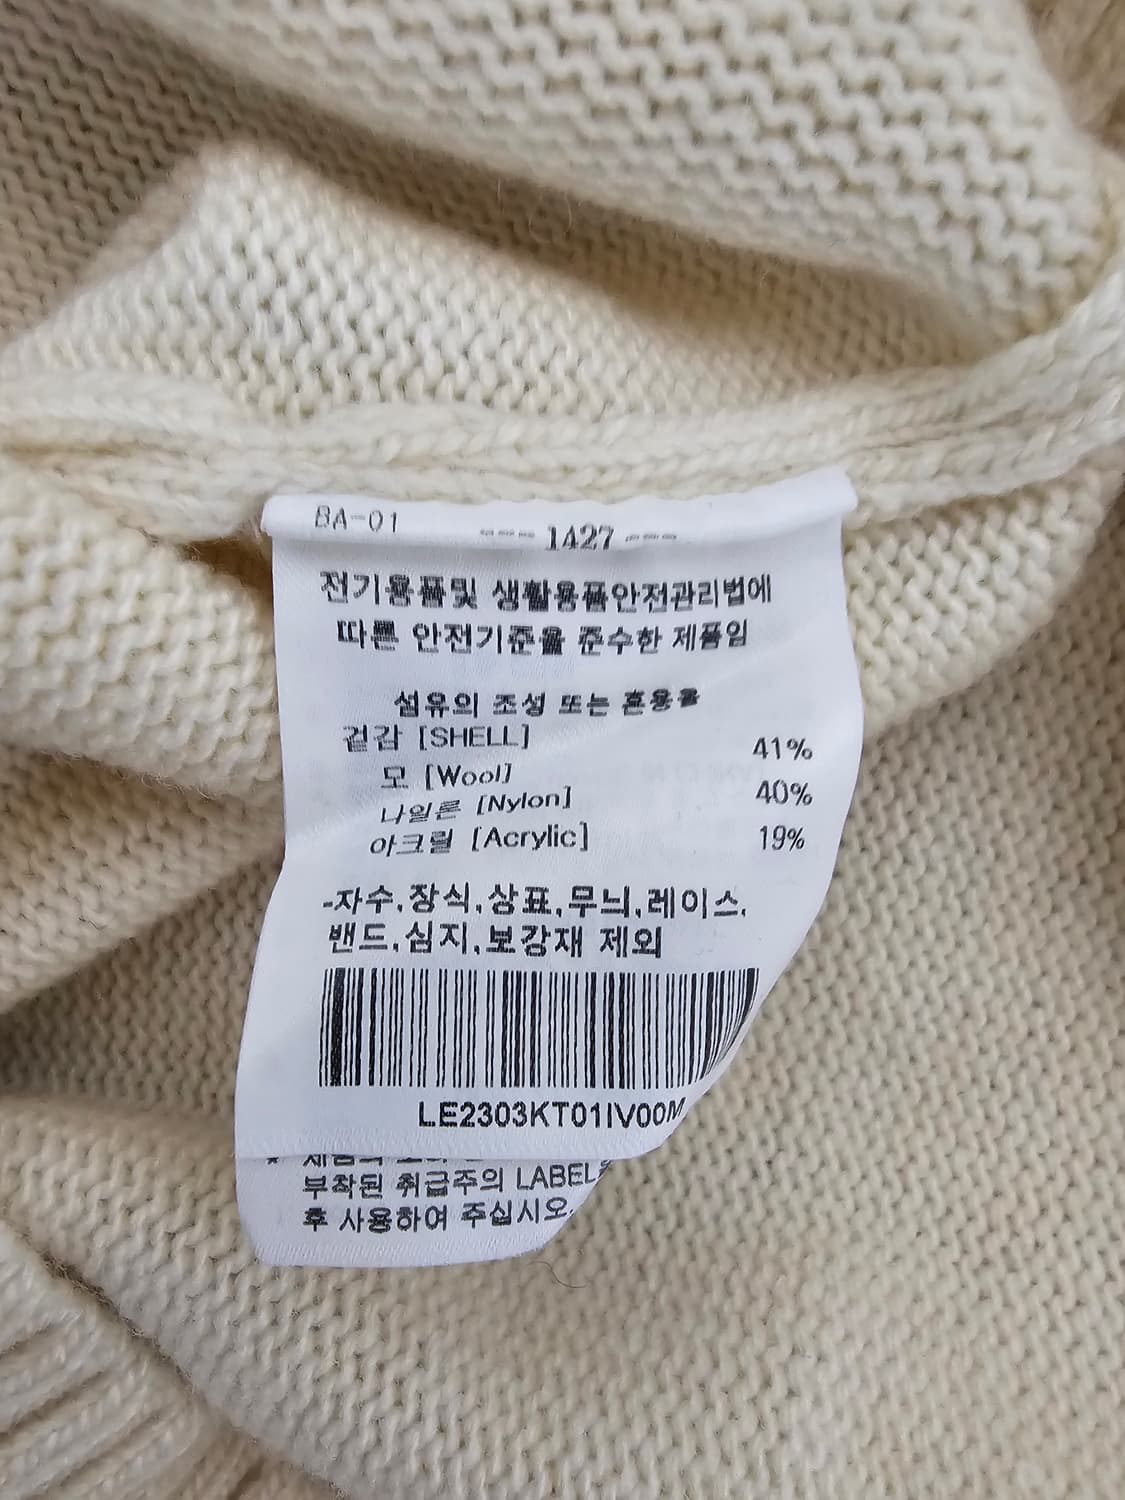 BA-01
--- 1427 ---
전기용품및 생활용품안전관리법에
따른 안전기준을 준수한 제품임
섬유의 조성 또는 혼용율
겉감 [SHELL]
모 [Wool] 41%
나일론 [Nylon] 40%
아크릴 [Acrylic] 19%
-자수,장식,상표,무늬,레이스,
밴드,심지,보강재 제외
LE2303KT01IV00M
부착된 취급주의 LABEL
후 사용하여 주십시오.